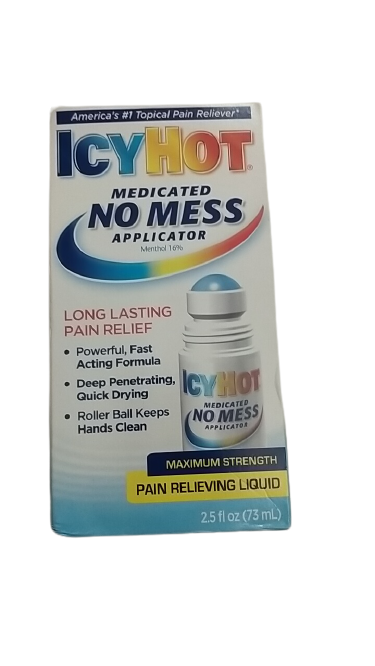 America's #1 Topical Pain Reliever*
ICYHOT®
MEDICATED
NO MESS
APPLICATOR
Menthol 16%
LONG LASTING
PAIN RELIEF
• Powerful, Fast
Acting Formula
• Deep Penetrating,
Quick Drying
• Roller Ball Keeps
Hands Clean
ICYHOT
MEDICATED
NO MESS
APPLICATOR
MAXIMUM STRENGTH
PAIN RELIEVING LIQUID
2.5 fl oz (73 mL)